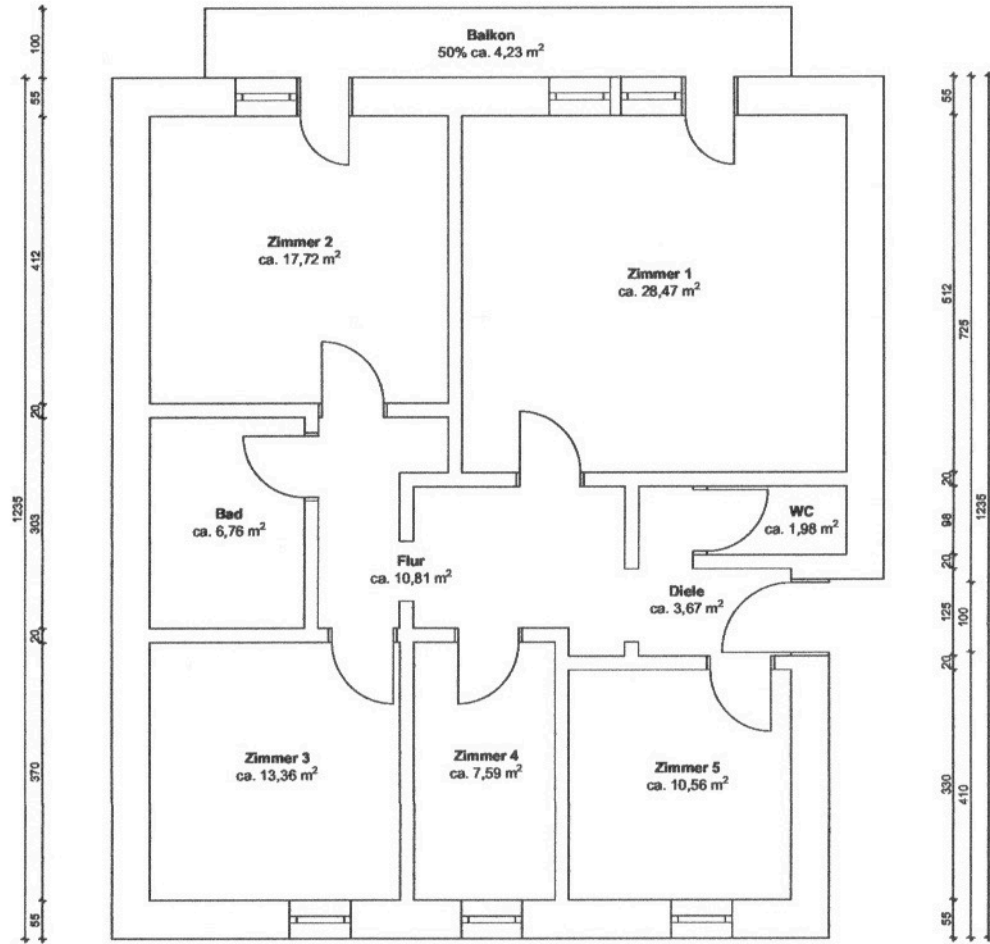 Balkon
50% ca. 4,23 m²
Zimmer 2
ca. 17,72 m²
Zimmer 1
ca. 28,47 m²
Bad
ca. 6,76 m²
WC
ca. 1,98 m²
Flur
ca. 10,81 m²
Diele
ca. 3,67 m²
Zimmer 3
ca. 13,36 m²
Zimmer 4
ca. 7,59 m²
Zimmer 5
ca. 10,56 m²
100
55
412
20
303
20
370
55
1235
55
512
20
98
20
125
20
330
55
725
100
410
1235